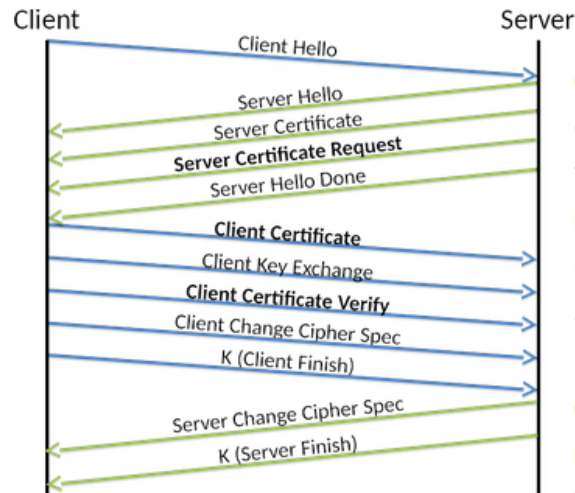 Client
Server
Client Hello
Server Hello
Server Certificate
Server Certificate Request
Server Hello Done
Client Certificate
Client Key Exchange
Client Certificate Verify
Client Change Cipher Spec
K (Client Finish)
Server Change Cipher Spec
K (Server Finish)